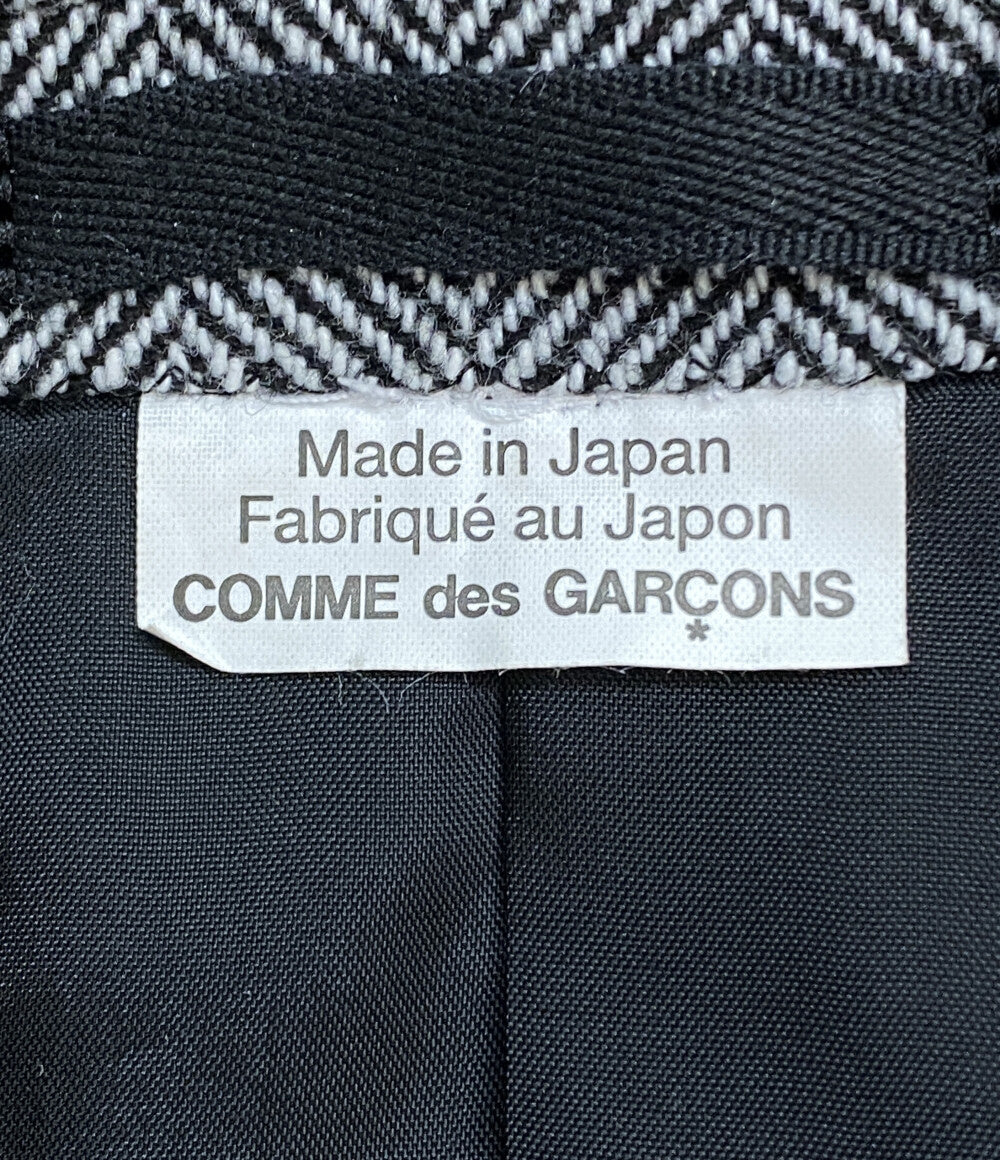 Made in Japan
Fabriqué au Japon
COMME des GARÇONS
*